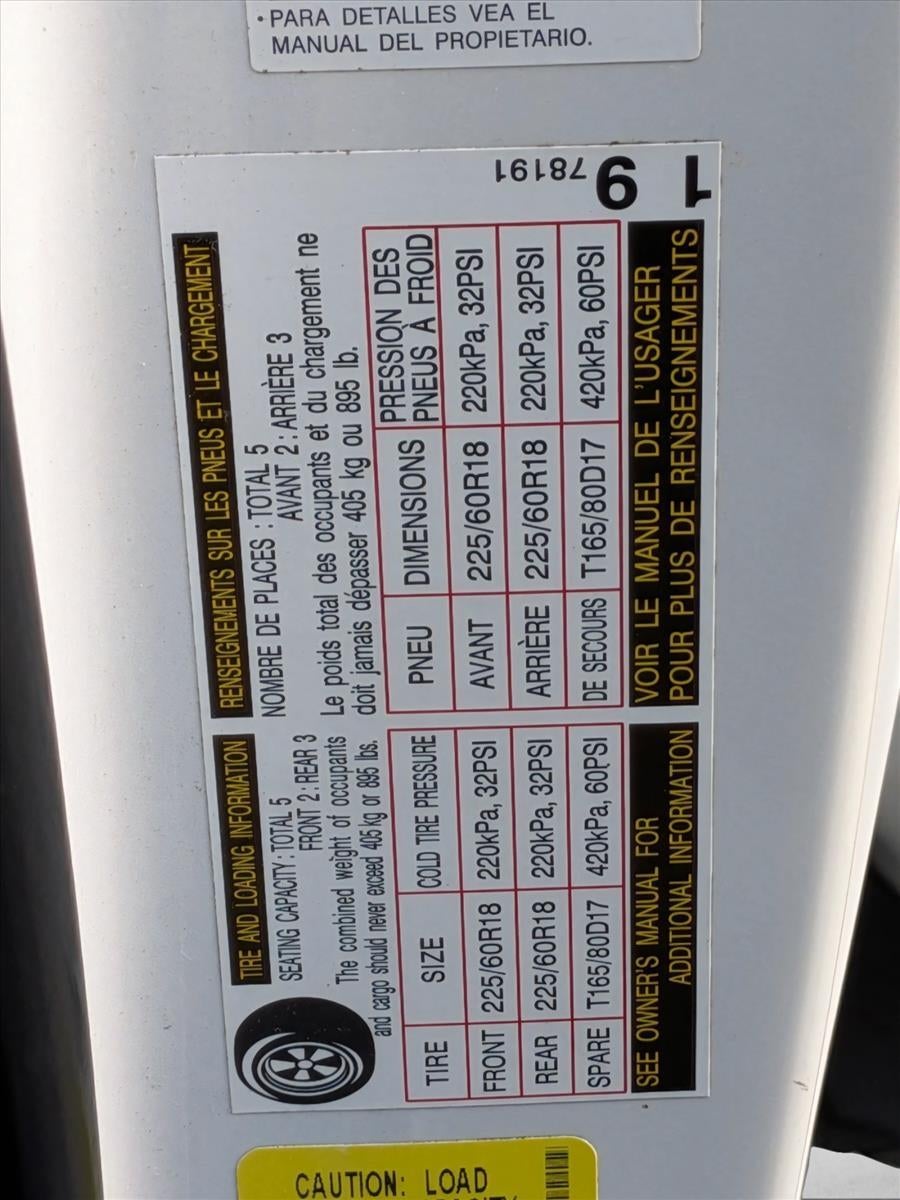 • PARA DETALLES VEA EL
MANUAL DEL PROPIETARIO.
TIRE AND LOADING INFORMATION
SEATING CAPACITY: TOTAL 5
FRONT 2: REAR 3
The combined weight of occupants
and cargo should never exceed 405 kg or 895 lbs.
TIRE SIZE COLD TIRE PRESSURE
FRONT 225/60R18 220kPa, 32PSI
REAR 225/60R18 220kPa, 32PSI
SPARE T165/80D17 420kPa, 60PSI
SEE OWNER'S MANUAL FOR
ADDITIONAL INFORMATION
RENSEIGNEMENTS SUR LES PNEUS ET LE CHARGEMENT
NOMBRE DE PLACES : TOTAL 5
AVANT 2 : ARRIÈRE 3
Le poids total des occupants et du chargement ne
doit jamais dépasser 405 kg ou 895 lb.
PNEU DIMENSIONS PRESSION DES
PNEUS À FROID
AVANT 225/60R18 220kPa, 32PSI
ARRIÈRE 225/60R18 220kPa, 32PSI
DE SECOURS T165/80D17 420kPa, 60PSI
VOIR LE MANUEL DE L'USAGER
POUR PLUS DE RENSEIGNEMENTS
78191
9 1
CAUTION: LOAD